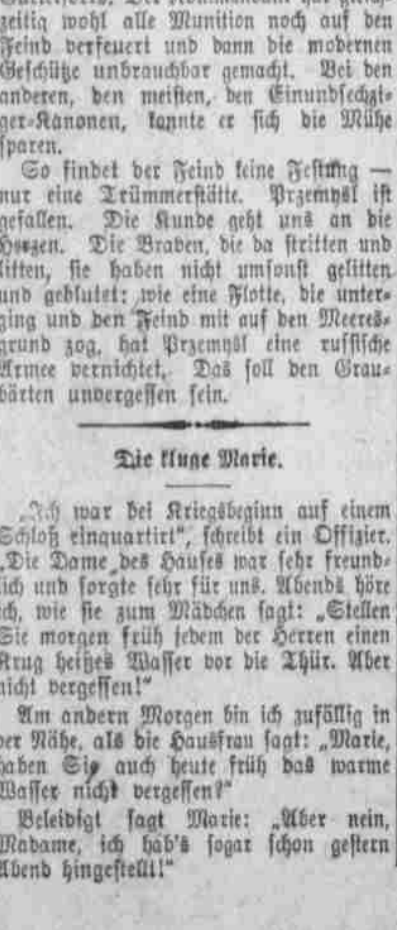 zeitig wohl alle Munition noch auf den
Feind verfeuert und dann die modernen
Geschütze unbrauchbar gemacht. Bei den
anderen, den meisten, den Einundsechzi-
ger-Kanonen, konnte er sich die Mühe
sparen.
So findet der Feind keine Festung —
nur eine Trümmerstätte. Przemysl ist
gefallen. Die Kunde geht uns an die
Herzen. Die Braven, die da stritten und
litten, sie haben nicht umsonst gelitten
und geblutet: wie eine Flotte, die unter-
ging und den Feind mit auf den Meeres-
grund zog, hat Przemysl eine russische
Armee vernichtet. Das soll den Grau-
bärten unvergessen sein.
Die kluge Marie.
„Ich war bei Kriegsbeginn auf einem
Schloß einquartirt“, schreibt ein Offizier.
„Die Dame des Hauses war sehr freund-
lich und sorgte sehr für uns. Abends höre
ich, wie sie zum Mädchen sagt: „Stellen
Sie morgen früh jedem der Herren einen
Krug heißes Wasser vor die Thür. Aber
nicht vergessen!“
Am andern Morgen bin ich zufällig in
der Nähe, als die Hausfrau sagt: „Marie,
haben Sie auch heute früh das warme
Wasser nicht vergessen?“
Beleidigt sagt Marie: „Aber nein,
Madame, ich hab's sogar schon gestern
Abend hingestellt!“